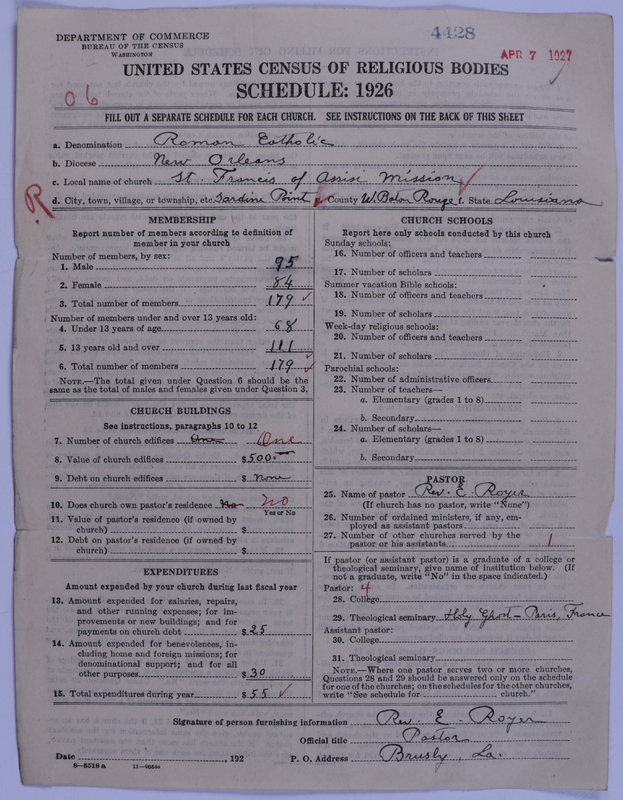 4428
DEPARTMENT OF COMMERCE
BUREAU OF THE CENSUS
WASHINGTON
APR 7 1927
UNITED STATES CENSUS OF RELIGIOUS BODIES
SCHEDULE: 1926
06
FILL OUT A SEPARATE SCHEDULE FOR EACH CHURCH. SEE INSTRUCTIONS ON THE BACK OF THIS SHEET
a. Denomination Roman Catholic
b. Diocese New Orleans
c. Local name of church St. Francis of Assisi Mission
R
d. City, town, village, or township, etc. Sardine Point e. County W. Baton Rouge f. State Louisiana
MEMBERSHIP
Report number of members according to definition of
member in your church
Number of members, by sex:
1. Male 95
2. Female 84
3. Total number of members 179
Number of members under and over 13 years old:
4. Under 13 years of age 68
5. 13 years old and over 111
6. Total number of members 179
NOTE.—The total given under Question 6 should be the
same as the total of males and females given under Question 3.
CHURCH BUILDINGS
See instructions, paragraphs 10 to 12
7. Number of church edifices One One
8. Value of church edifices $500.
9. Debt on church edifices $ none
10. Does church own pastor's residence No No
Yes or No
11. Value of pastor's residence (if owned by
church) $
12. Debt on pastor's residence (if owned by
church) $
EXPENDITURES
Amount expended by your church during last fiscal year
13. Amount expended for salaries, repairs,
and other running expenses; for im-
provements or new buildings; and for
payments on church debt $25
14. Amount expended for benevolences, in-
cluding home and foreign missions; for
denominational support; and for all
other purposes $30
15. Total expenditures during year $55
CHURCH SCHOOLS
Report here only schools conducted by this church
Sunday schools:
16. Number of officers and teachers
17. Number of scholars
Summer vacation Bible schools:
18. Number of officers and teachers
19. Number of scholars
Week-day religious schools:
20. Number of officers and teachers
21. Number of scholars
Parochial schools:
22. Number of administrative officers
23. Number of teachers—
a. Elementary (grades 1 to 8)
b. Secondary
24. Number of scholars—
a. Elementary (grades 1 to 8)
b. Secondary
PASTOR
25. Name of pastor Rev. E. Royer
(If church has no pastor, write "None")
26. Number of ordained ministers, if any, em-
ployed as assistant pastors
27. Number of other churches served by the
pastor or his assistants 1
If pastor (or assistant pastor) is a graduate of a college or
theological seminary, give name of institution below. (If
not a graduate, write "No" in the space indicated.)
Pastor: 4
28. College
29. Theological seminary Holy Ghost - Paris, France
Assistant pastor:
30. College
31. Theological seminary
NOTE.—Where one pastor serves two or more churches,
Questions 28 and 29 should be answered only on the schedule
for one of the churches; on the schedules for the other churches,
write "See schedule for church."
Signature of person furnishing information Rev. E. Royer
Official title Pastor
Date , 192 P. O. Address Brusly, La.
8—5518 a 11—9056a